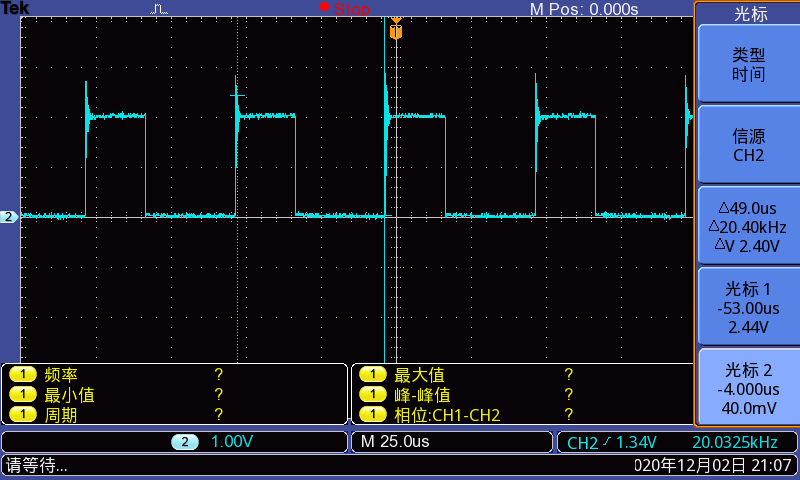 Tek Stop M Pos: 0.000s
光标
类型
时间
信源
CH2
△49.0us
△20.40kHz
△V 2.40V
光标 1
-53.00us
2.44V
光标 2
-4.000us
40.0mV
T
2
1 频率 ? 1 最大值 ?
1 最小值 ? 1 峰-峰值 ?
1 周期 ? 1 相位:CH1-CH2 ?
2 1.00V M 25.0us CH2 1.34V 20.0325kHz
请等待... 020年12月02日 21:07